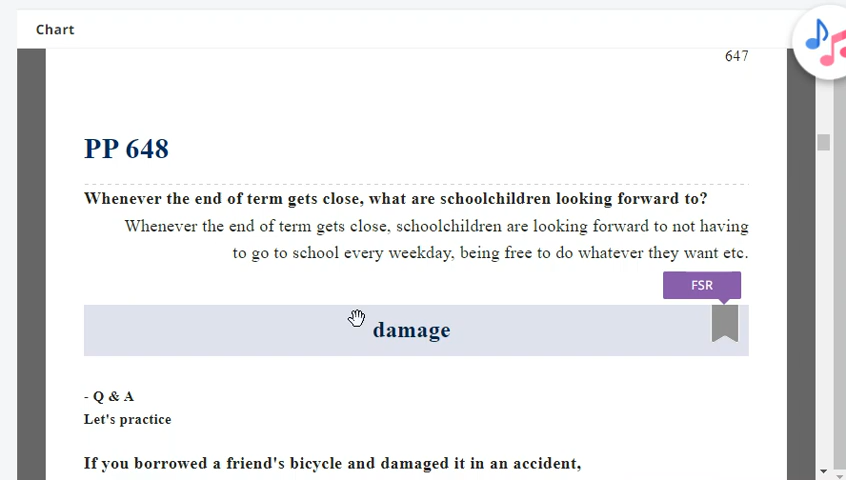 Chart
647
PP 648
Whenever the end of term gets close, what are schoolchildren looking forward to?
Whenever the end of term gets close, schoolchildren are looking forward to not having
to go to school every weekday, being free to do whatever they want etc.
FSR
damage
- Q & A
Let's practice
If you borrowed a friend's bicycle and damaged it in an accident,